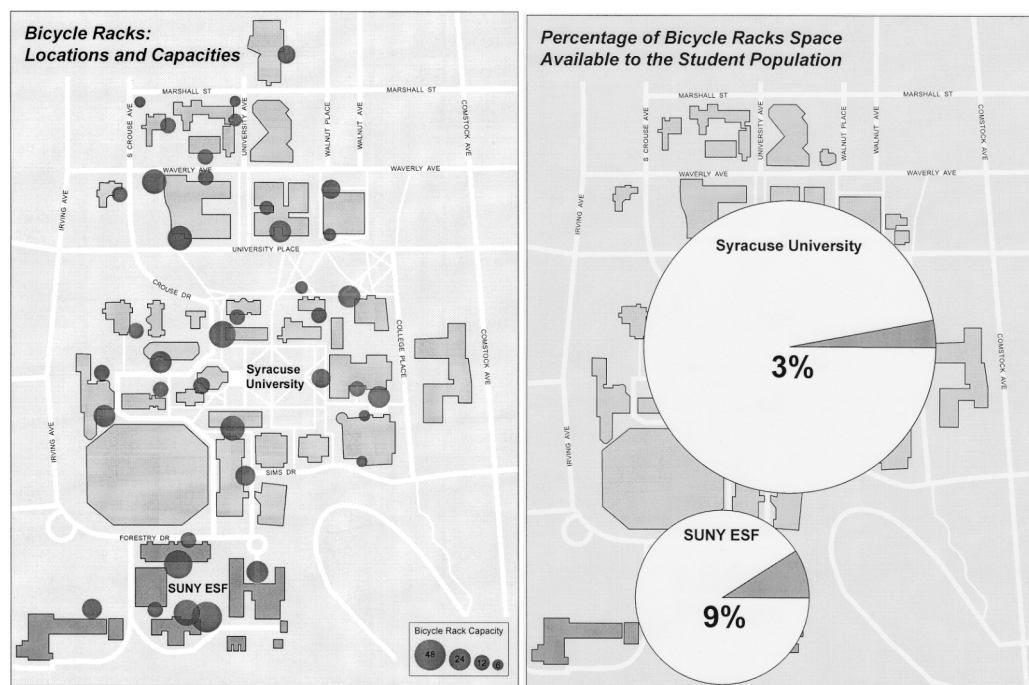 Bicycle Racks:
Locations and Capacities
MARSHALL ST
MARSHALL ST
S CROUSE AVE
UNIVERSITY AVE
WALNUT PLACE
WALNUT AVE
COMSTOCK AVE
WAVERLY AVE
WAVERLY AVE
IRVING AVE
UNIVERSITY PLACE
CROUSE DR
COLLEGE PLACE
COMSTOCK AVE
Syracuse
University
IRVING AVE
SIMS DR
FORESTRY DR
SUNY ESF
Bicycle Rack Capacity
48
24
12
6
Percentage of Bicycle Racks Space
Available to the Student Population
MARSHALL ST
MARSHALL ST
S CROUSE AVE
UNIVERSITY AVE
WALNUT PLACE
WALNUT AVE
COMSTOCK AVE
WAVERLY AVE
WAVERLY AVE
IRVING AVE
Syracuse University
3%
COMSTOCK AVE
IRVING AVE
SUNY ESF
9%